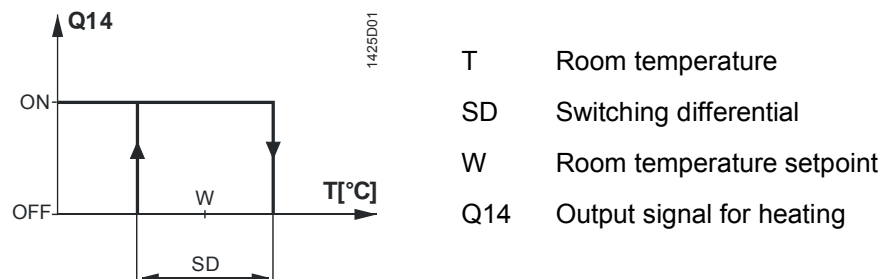 Q14
1425D01
ON
OFF
W
T[°C]
SD
T Room temperature
SD Switching differential
W Room temperature setpoint
Q14 Output signal for heating